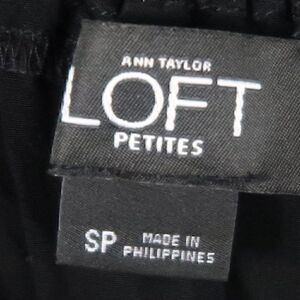 ANN TAYLOR
LOFT
PETITES
SP MADE IN
PHILIPPINES